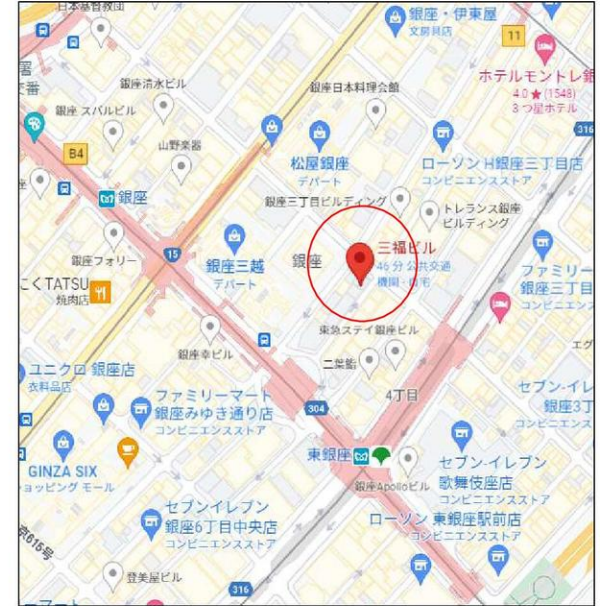 日本基督教団
銀座・伊東屋
文房具店
11
ホテルモントレ銀
4.0★ (1548)
3つ星ホテル
署
交番
銀座清水ビル
銀座日本料理会館
銀座 スバルビル
316
B4
山野楽器
松屋銀座
デパート
ローソン H銀座三丁目店
コンビニエンスストア
銀座
銀座三丁目ビルディング
トレランス銀座
ビルディング
15
銀座フォリー
銀座三越
デパート
銀座
三福ビル
46 分 公共交通
機関 - 自宅
ファミリー
銀座三丁目
コンビニエンス
こくTATSU
焼肉店
東急ステイ銀座ビル
銀座幸ビル
二葉鮨
ユニクロ 銀座店
衣料品店
4丁目
ファミリーマート
銀座みゆき通り店
コンビニエンスストア
304
セブン-イレ
銀座3丁
コンビニエンス
東銀座
GINZA SIX
ョッピング モール
銀座Apolloビル
セブン-イレブン
歌舞伎座店
コンビニエンスストア
セブンイレブン
銀座6丁目中央店
コンビニエンスストア
ローソン 東銀座駅前店
コンビニエンスストア
登美屋ビル
316